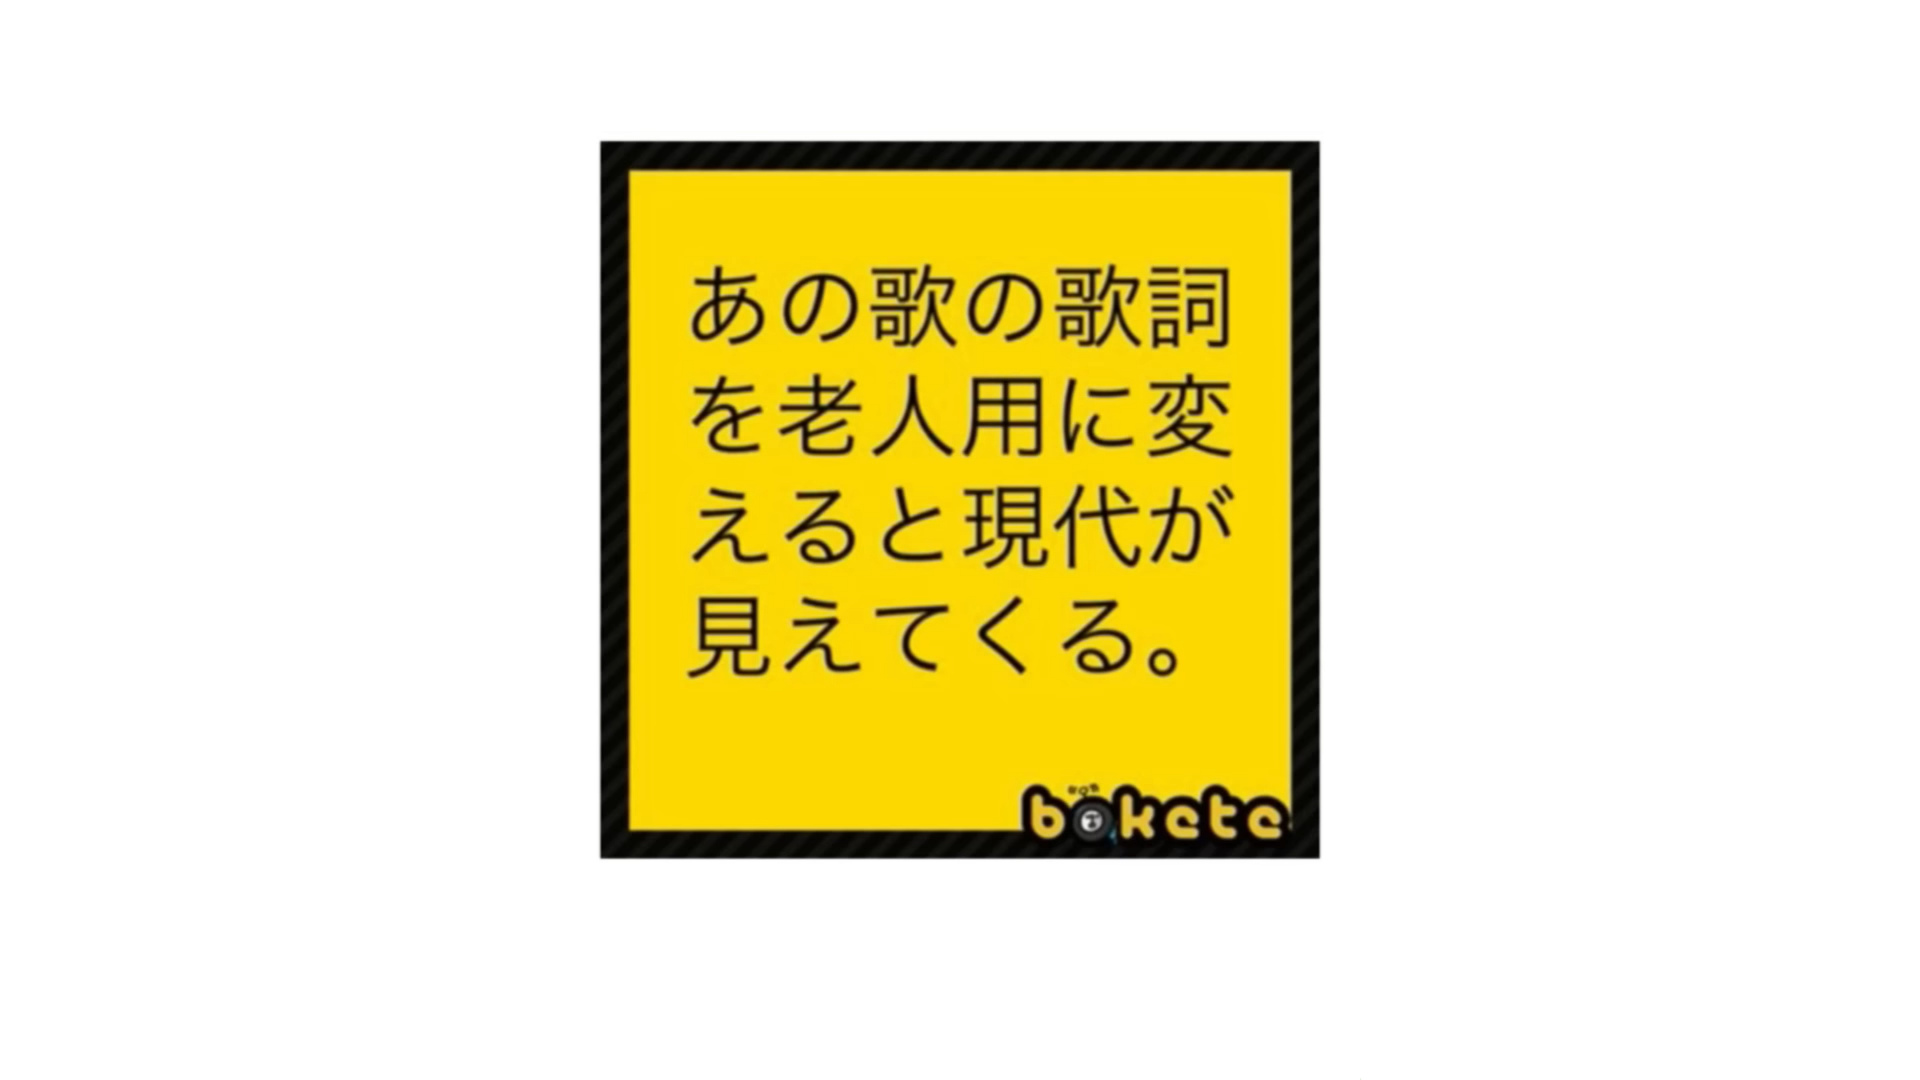 あの歌の歌詞
を老人用に変
えると現代が
見えてくる。
bokete